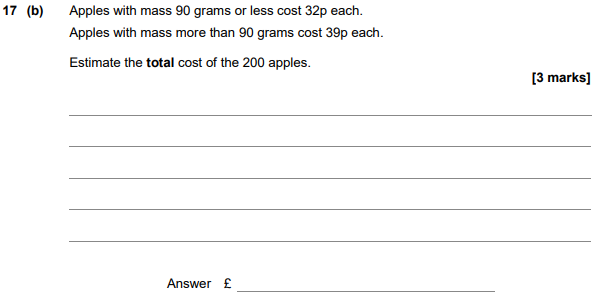 17 (b) Apples with mass 90 grams or less cost 32p each.
Apples with mass more than 90 grams cost 39p each.
Estimate the total cost of the 200 apples.
[3 marks]
Answer £